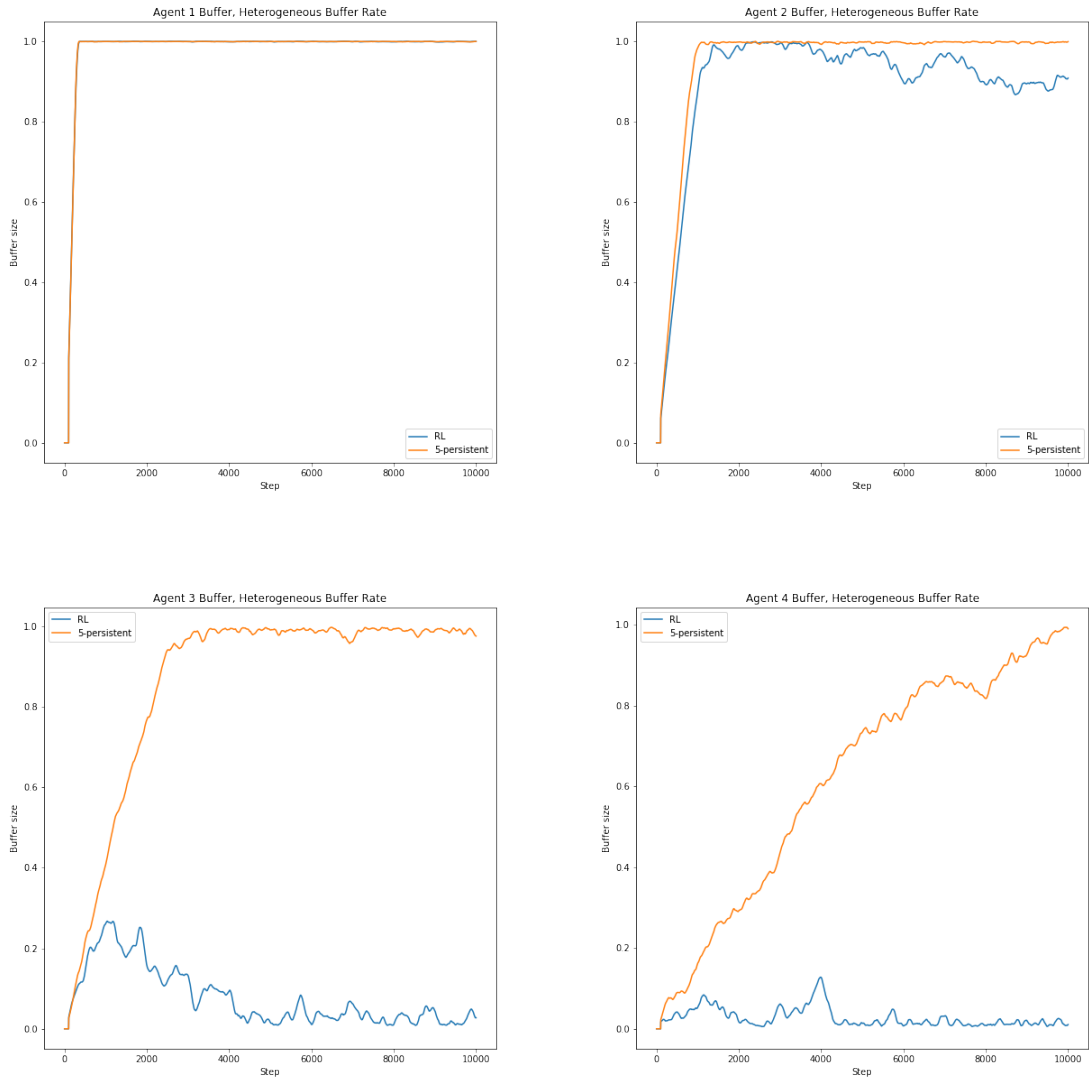 Agent 1 Buffer, Heterogeneous Buffer Rate
1.0
0.8
0.6
0.4
0.2
0.0
Buffer size
RL
5-persistent
0 2000 4000 6000 8000 10000
Step
Agent 2 Buffer, Heterogeneous Buffer Rate
1.0
0.8
0.6
0.4
0.2
0.0
Buffer size
RL
5-persistent
0 2000 4000 6000 8000 10000
Step
Agent 3 Buffer, Heterogeneous Buffer Rate
RL
5-persistent
1.0
0.8
0.6
0.4
0.2
0.0
Buffer size
0 2000 4000 6000 8000 10000
Step
Agent 4 Buffer, Heterogeneous Buffer Rate
RL
5-persistent
1.0
0.8
0.6
0.4
0.2
0.0
Buffer size
0 2000 4000 6000 8000 10000
Step